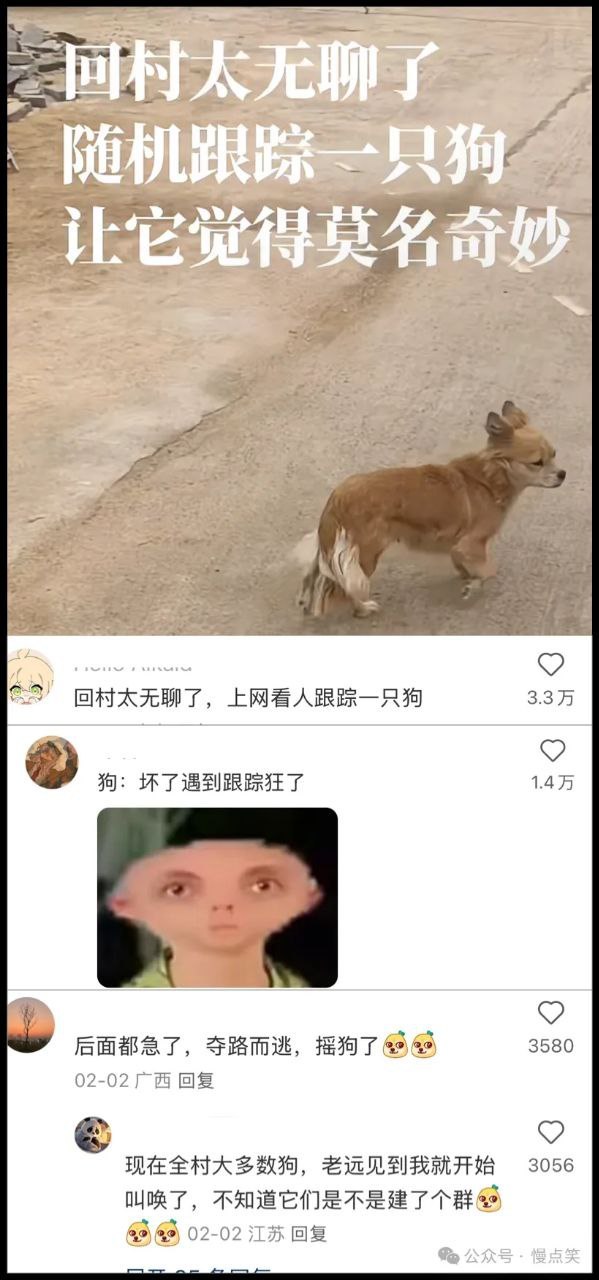 回村太无聊了
随机跟踪一只狗
让它觉得莫名奇妙
回村太无聊了，上网看人跟踪一只狗
3.3万
狗：坏了遇到跟踪狂了
1.4万
后面都急了，夺路而逃，摇狗了
3580
02-02 广西 回复
现在全村大多数狗，老远见到我就开始
3056
叫唤了，不知道它们是不是建了个群
02-02 江苏 回复
公众号·慢点笑